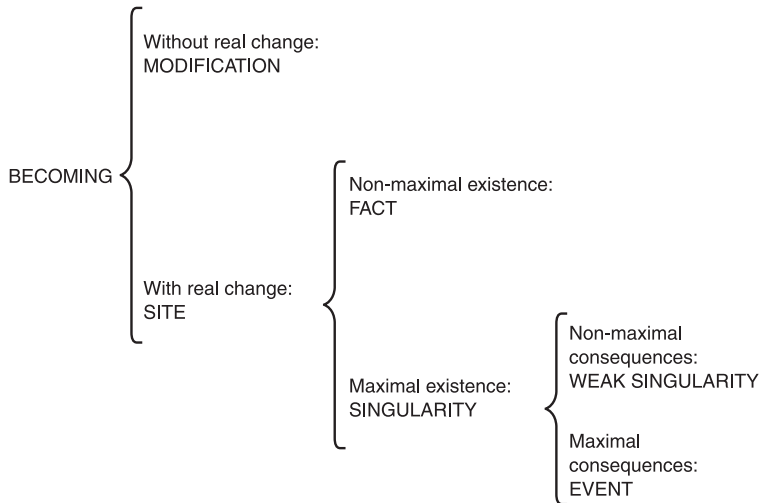 Without real change:
MODIFICATION
BECOMING
Non-maximal existence:
FACT
With real change:
SITE
Non-maximal
consequences:
WEAK SINGULARITY
Maximal existence:
SINGULARITY
Maximal
consequences:
EVENT